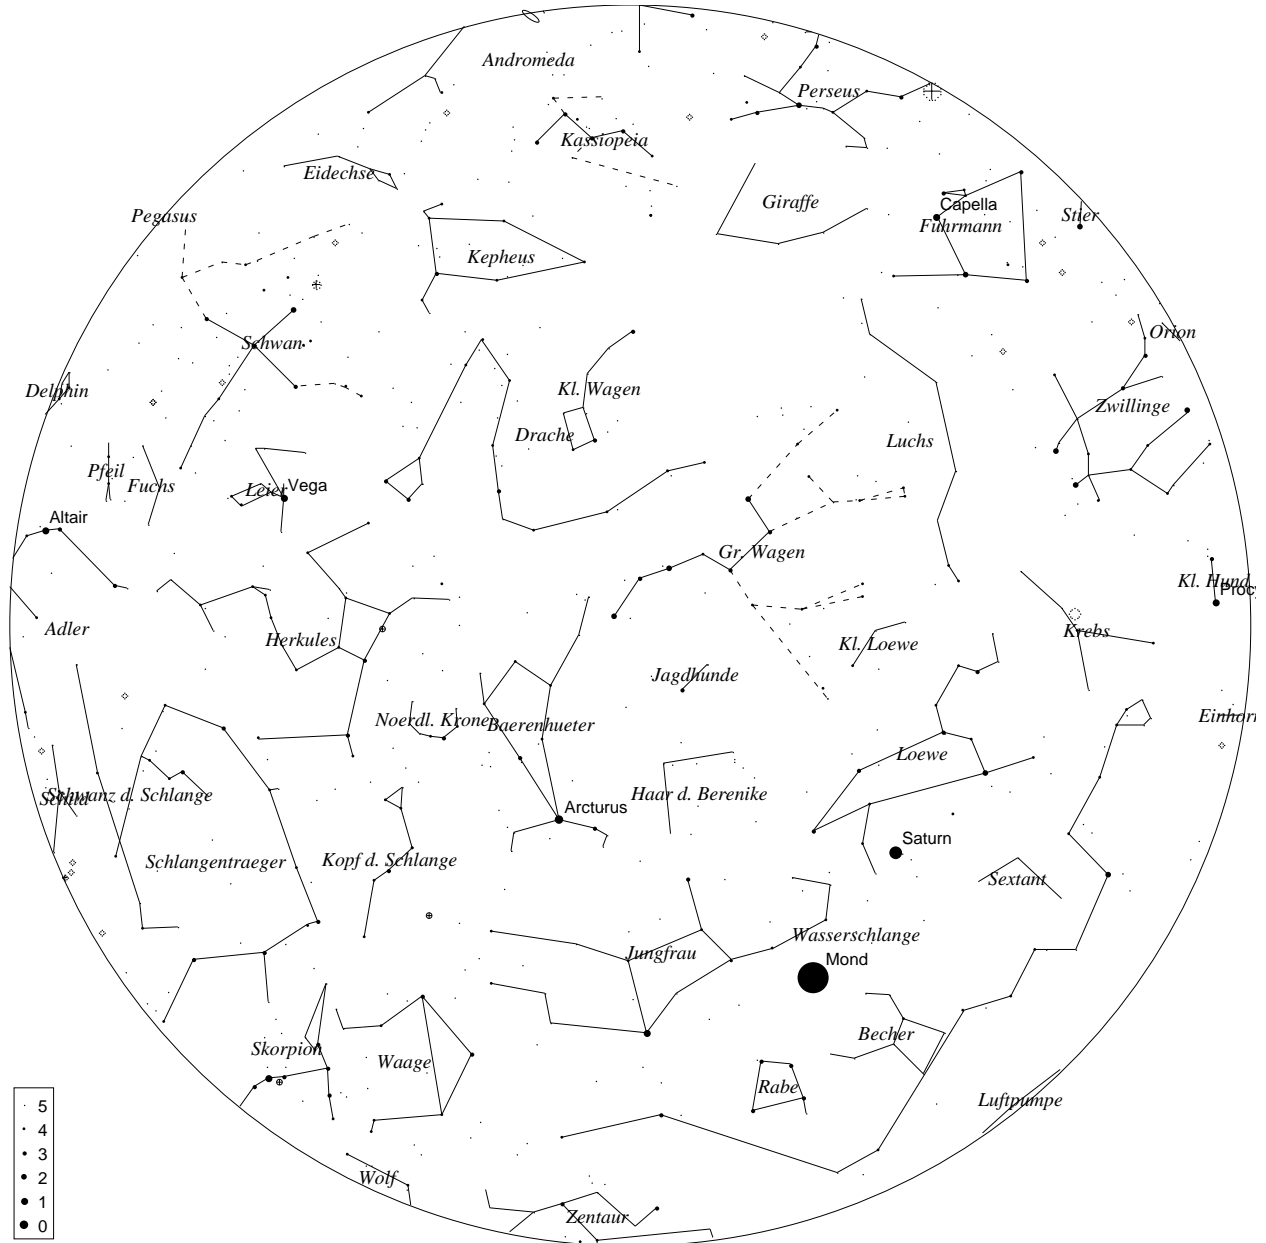 Andromeda
Perseus
Kassiopeia
Eidechse
Giraffe
Capella
Pegasus
Stier
Fuhrmann
Kepheus
Schwan
Orion
Delphin
Kl. Wagen
Zwillinge
Drache
Luchs
Pfeil
Fuchs
Leier
Vega
Altair
Gr. Wagen
Kl. Hund
Adler
Herkules
Kl. Loewe
Krebs
Jagdhunde
Noerdl. Krone
Baerenhueter
Einhorn
Loewe
Schwanz d. Schlange
Schild
Haar d. Berenike
Arcturus
Saturn
Schlangentraeger
Kopf d. Schlange
Sextant
Wasserschlange
Jungfrau
Mond
Becher
Skorpion
Waage
Rabe
Luftpumpe
5
4
3
2
1
0
Wolf
Zentaur